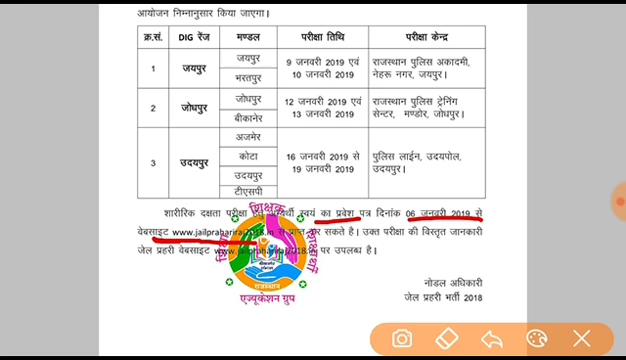 आयोजन निम्नानुसार किया जाएगा।
क्र.सं. DIG रेंज मण्डल परीक्षा तिथि परीक्षा केन्द्र
1 जयपुर जयपुर 9 जनवरी 2019 एवं राजस्थान पुलिस अकादमी,
भरतपुर 10 जनवरी 2019 नेहरू नगर, जयपुर।
2 जोधपुर जोधपुर 12 जनवरी 2019 एवं राजस्थान पुलिस ट्रेनिंग
बीकानेर 13 जनवरी 2019 सेन्टर, मण्डोर, जोधपुर।
3 उदयपुर अजमेर
कोटा 16 जनवरी 2019 से पुलिस लाईन, उदयपोल,
उदयपुर 19 जनवरी 2019 उदयपुर।
टीएसपी
शारीरिक दक्षता परीक्षा हेतु अभ्यर्थी स्वयं का प्रवेश पत्र दिनांक 06 जनवरी 2019 से
वेबसाइट www.jailprahariraj2018.in से प्राप्त कर सकते है। उक्त परीक्षा की विस्तृत जानकारी
जेल प्रहरी वेबसाइट पर उपलब्ध है।
शिक्षक
शिक्षा
राजस्थान
एज्यूकेशन ग्रुप
नोडल अधिकारी
जेल प्रहरी भर्ती 2018